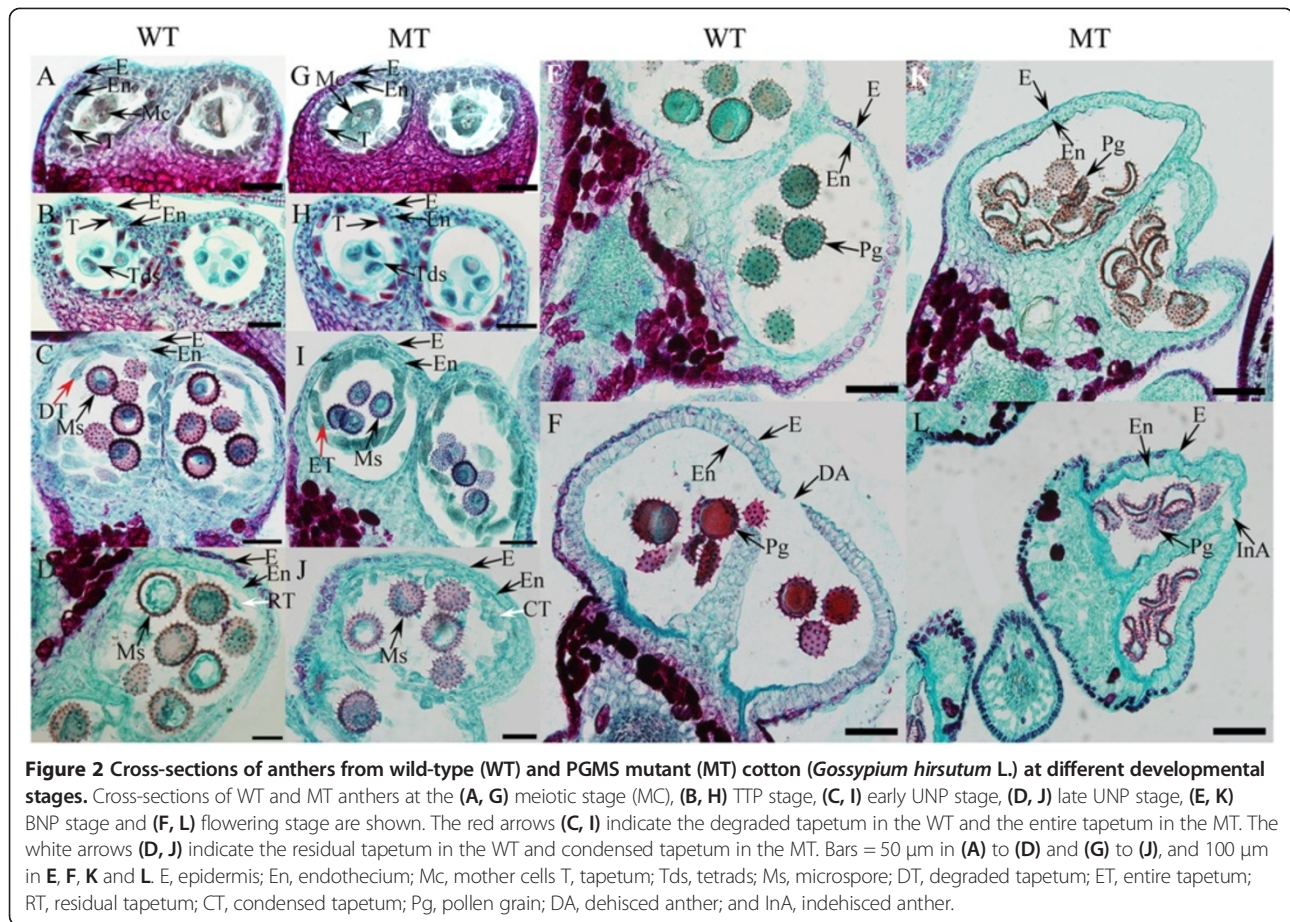 WT
MT
WT
MT
A
E
En
Mc
T
G
Mc
E
En
T
B
T
E
En
Tds
H
T
E
En
Tds
C
E
En
DT
Ms
I
E
En
ET
Ms
D
E
En
RT
Ms
J
E
En
CT
Ms
E
E
En
Pg
K
E
En
Pg
F
E
En
DA
Pg
L
En
E
Pg
InA
Figure 2 Cross-sections of anthers from wild-type (WT) and PGMS mutant (MT) cotton (Gossypium hirsutum L.) at different developmental
stages. Cross-sections of WT and MT anthers at the (A, G) meiotic stage (MC), (B, H) TTP stage, (C, I) early UNP stage, (D, J) late UNP stage, (E, K)
BNP stage and (F, L) flowering stage are shown. The red arrows (C, I) indicate the degraded tapetum in the WT and the entire tapetum in the MT. The
white arrows (D, J) indicate the residual tapetum in the WT and condensed tapetum in the MT. Bars = 50 μm in (A) to (D) and (G) to (J), and 100 μm
in E, F, K and L. E, epidermis; En, endothecium; Mc, mother cells T, tapetum; Tds, tetrads; Ms, microspore; DT, degraded tapetum; ET, entire tapetum;
RT, residual tapetum; CT, condensed tapetum; Pg, pollen grain; DA, dehisced anther; and InA, indehisced anther.